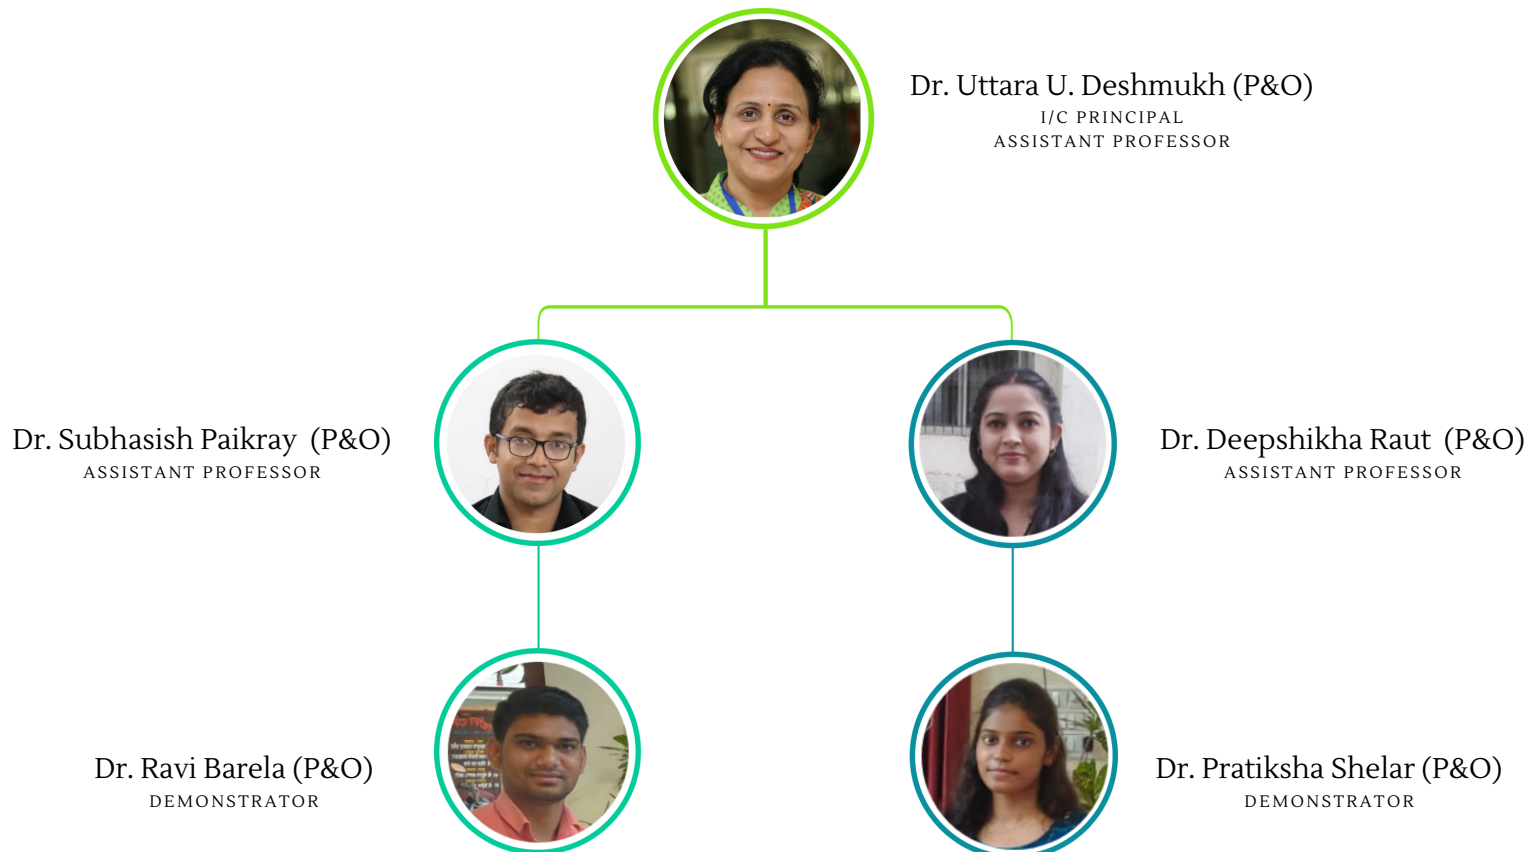 Dr. Uttara U. Deshmukh (P&O)
I/C PRINCIPAL
ASSISTANT PROFESSOR
Dr. Subhasish Paikray (P&O)
ASSISTANT PROFESSOR
Dr. Deepshikha Raut (P&O)
ASSISTANT PROFESSOR
Dr. Ravi Barela (P&O)
DEMONSTRATOR
Dr. Pratiksha Shelar (P&O)
DEMONSTRATOR